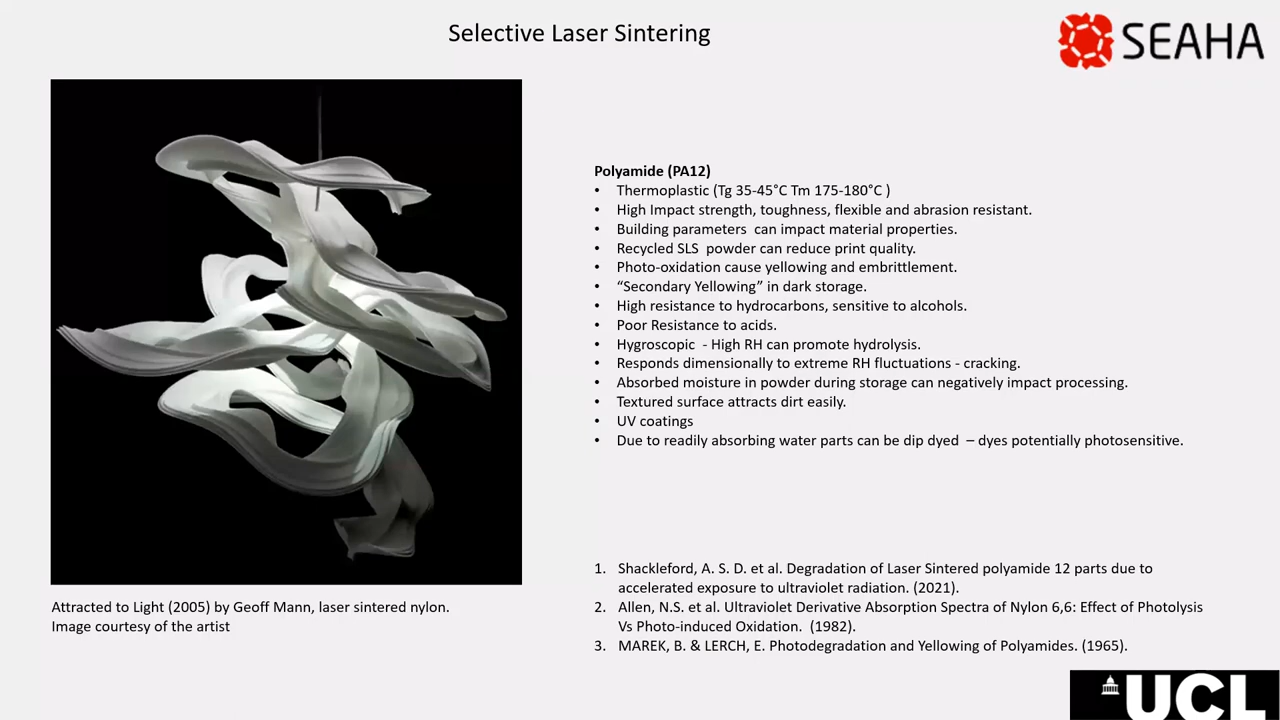 Selective Laser Sintering
SEAHA
Polyamide (PA12)
• Thermoplastic (Tg 35-45°C Tm 175-180°C )
• High Impact strength, toughness, flexible and abrasion resistant.
• Building parameters  can impact material properties.
• Recycled SLS  powder can reduce print quality.
• Photo-oxidation cause yellowing and embrittlement.
• “Secondary Yellowing” in dark storage.
• High resistance to hydrocarbons, sensitive to alcohols.
• Poor Resistance to acids.
• Hygroscopic  - High RH can promote hydrolysis.
• Responds dimensionally to extreme RH fluctuations - cracking.
• Absorbed moisture in powder during storage can negatively impact processing.
• Textured surface attracts dirt easily.
• UV coatings
• Due to readily absorbing water parts can be dip dyed  – dyes potentially photosensitive.
Attracted to Light (2005) by Geoff Mann, laser sintered nylon.
Image courtesy of the artist
1. Shackleford, A. S. D. et al. Degradation of Laser Sintered polyamide 12 parts due to
accelerated exposure to ultraviolet radiation. (2021).
2. Allen, N.S. et al. Ultraviolet Derivative Absorption Spectra of Nylon 6,6: Effect of Photolysis
Vs Photo-induced Oxidation.  (1982).
3. MAREK, B. & LERCH, E. Photodegradation and Yellowing of Polyamides. (1965).
UCL